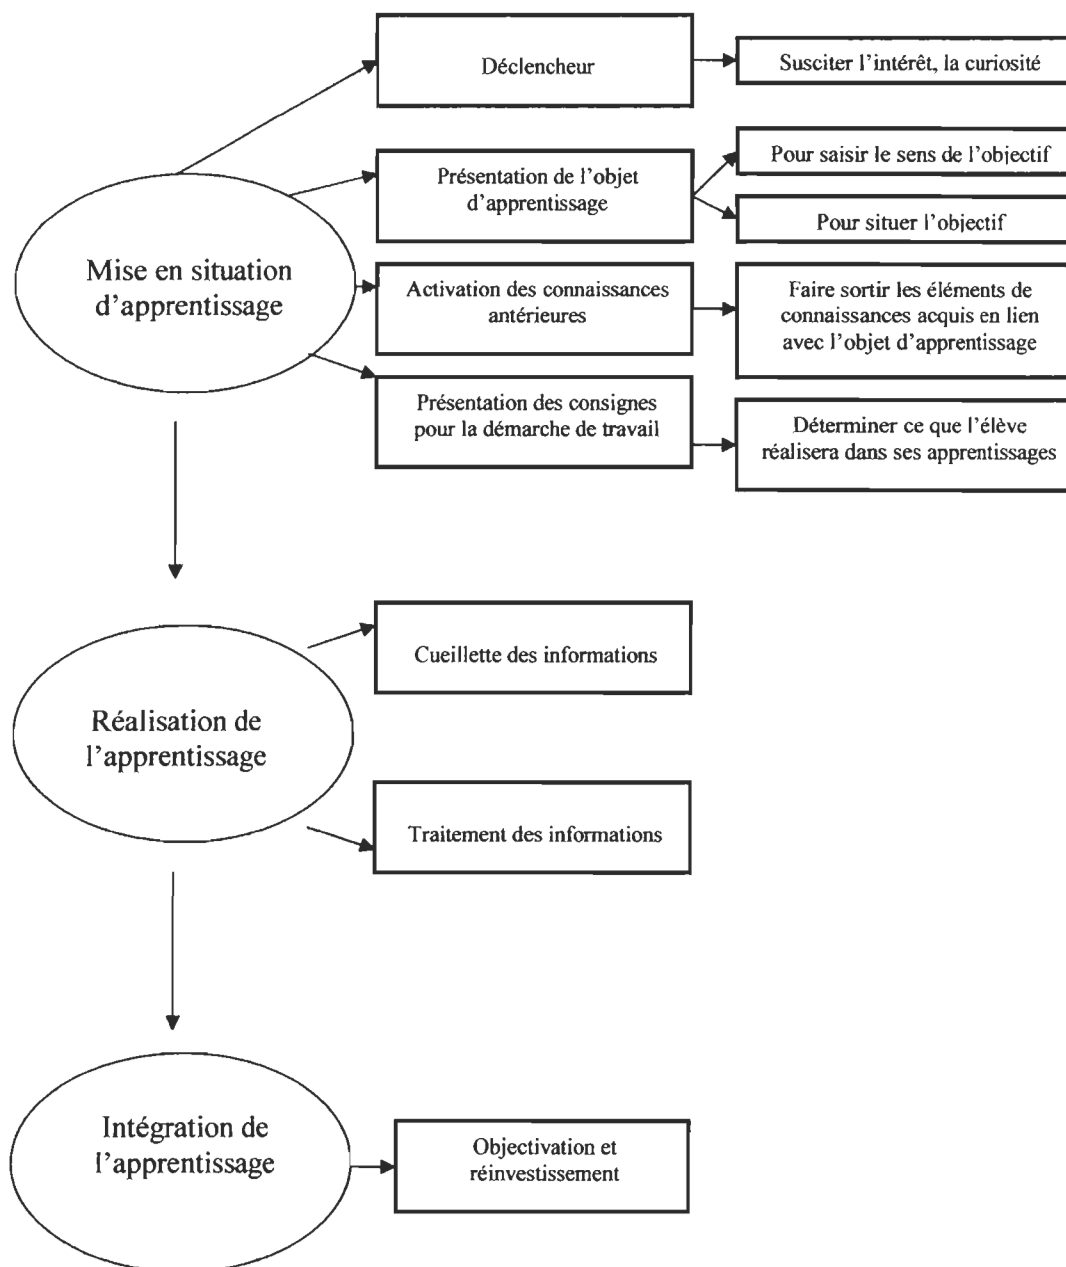 Déclencheur
Susciter l'intérêt, la curiosité
Présentation de l'objet
d'apprentissage
Pour saisir le sens de l'objectif
Pour situer l'objectif
Mise en situation
d'apprentissage
Activation des connaissances
antérieures
Faire sortir les éléments de
connaissances acquis en lien
avec l'objet d'apprentissage
Présentation des consignes
pour la démarche de travail
Déterminer ce que l'élève
réalisera dans ses apprentissages
Réalisation de
l'apprentissage
Cueillette des informations
Traitement des informations
Intégration de
l'apprentissage
Objectivation et
réinvestissement